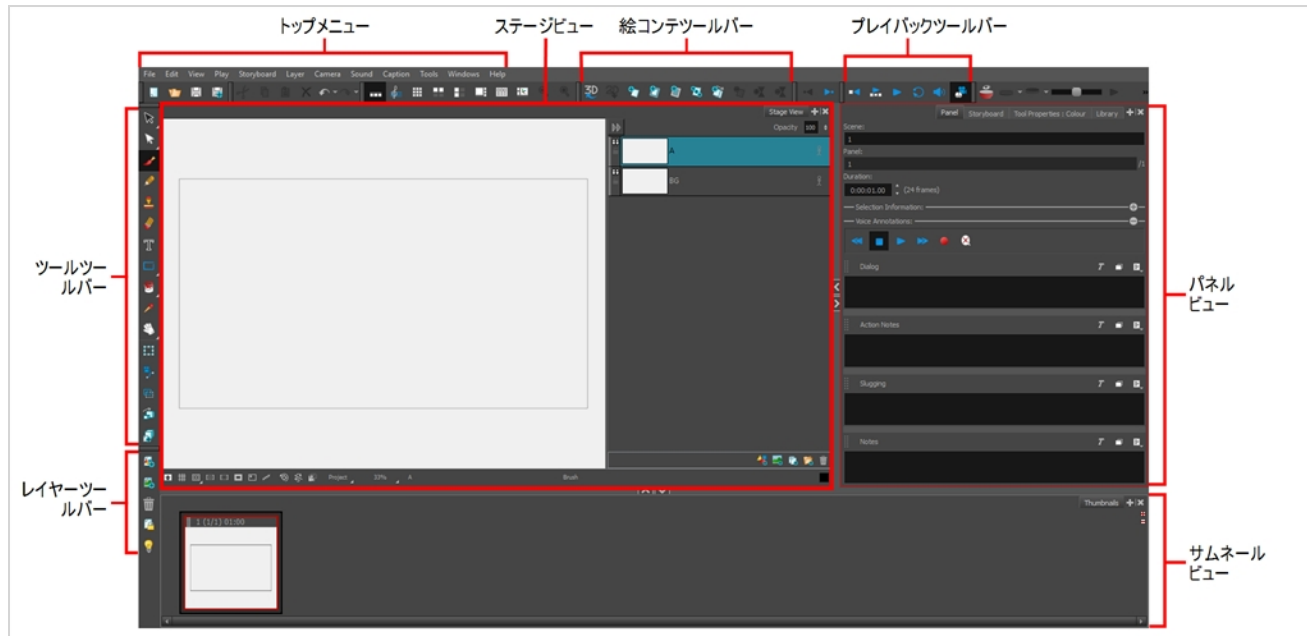 トップメニュー
ステージビュー
絵コンテツールバー
プレイバックツールバー
File Edit View Play Storyboard Layer Camera Sound Caption Tools Windows Help
3D
Stage View
Opacity 100
A
BG
Panel Storyboard Tool Properties : Colour Library
Scene:
1
Panel:
1 /1
Duration:
0:00:01.00 (24 frames)
Selection Information:
Voice Annotations:
Dialog
Action Notes
Slugging
Notes
ツールツー
ルバー
パネル
ビュー
Project 33% A Brush
レイヤーツー
ルバー
Thumbnails
1 (1/1) 01:00
サムネール
ビュー